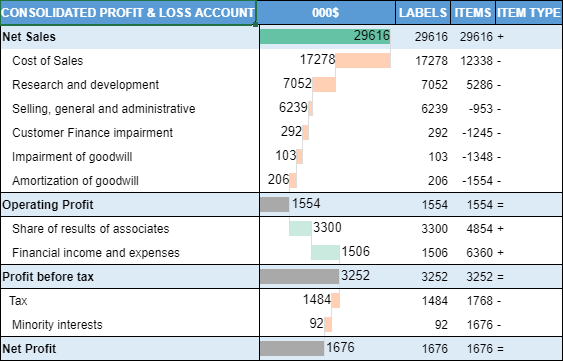 CONSOLIDATED PROFIT & LOSS ACCOUNT 000$ LABELS ITEMS ITEM TYPE
Net Sales 29616 29616 29616 +
Cost of Sales 17278 17278 12338 -
Research and development 7052 7052 5286 -
Selling, general and administrative 6239 6239 -953 -
Customer Finance impairment 292 292 -1245 -
Impairment of goodwill 103 103 -1348 -
Amortization of goodwill 206 206 -1554 -
Operating Profit 1554 1554 1554 =
Share of results of associates 3300 3300 4854 +
Financial income and expenses 1506 1506 6360 +
Profit before tax 3252 3252 3252 =
Tax 1484 1484 1768 -
Minority interests 92 92 1676 -
Net Profit 1676 1676 1676 =